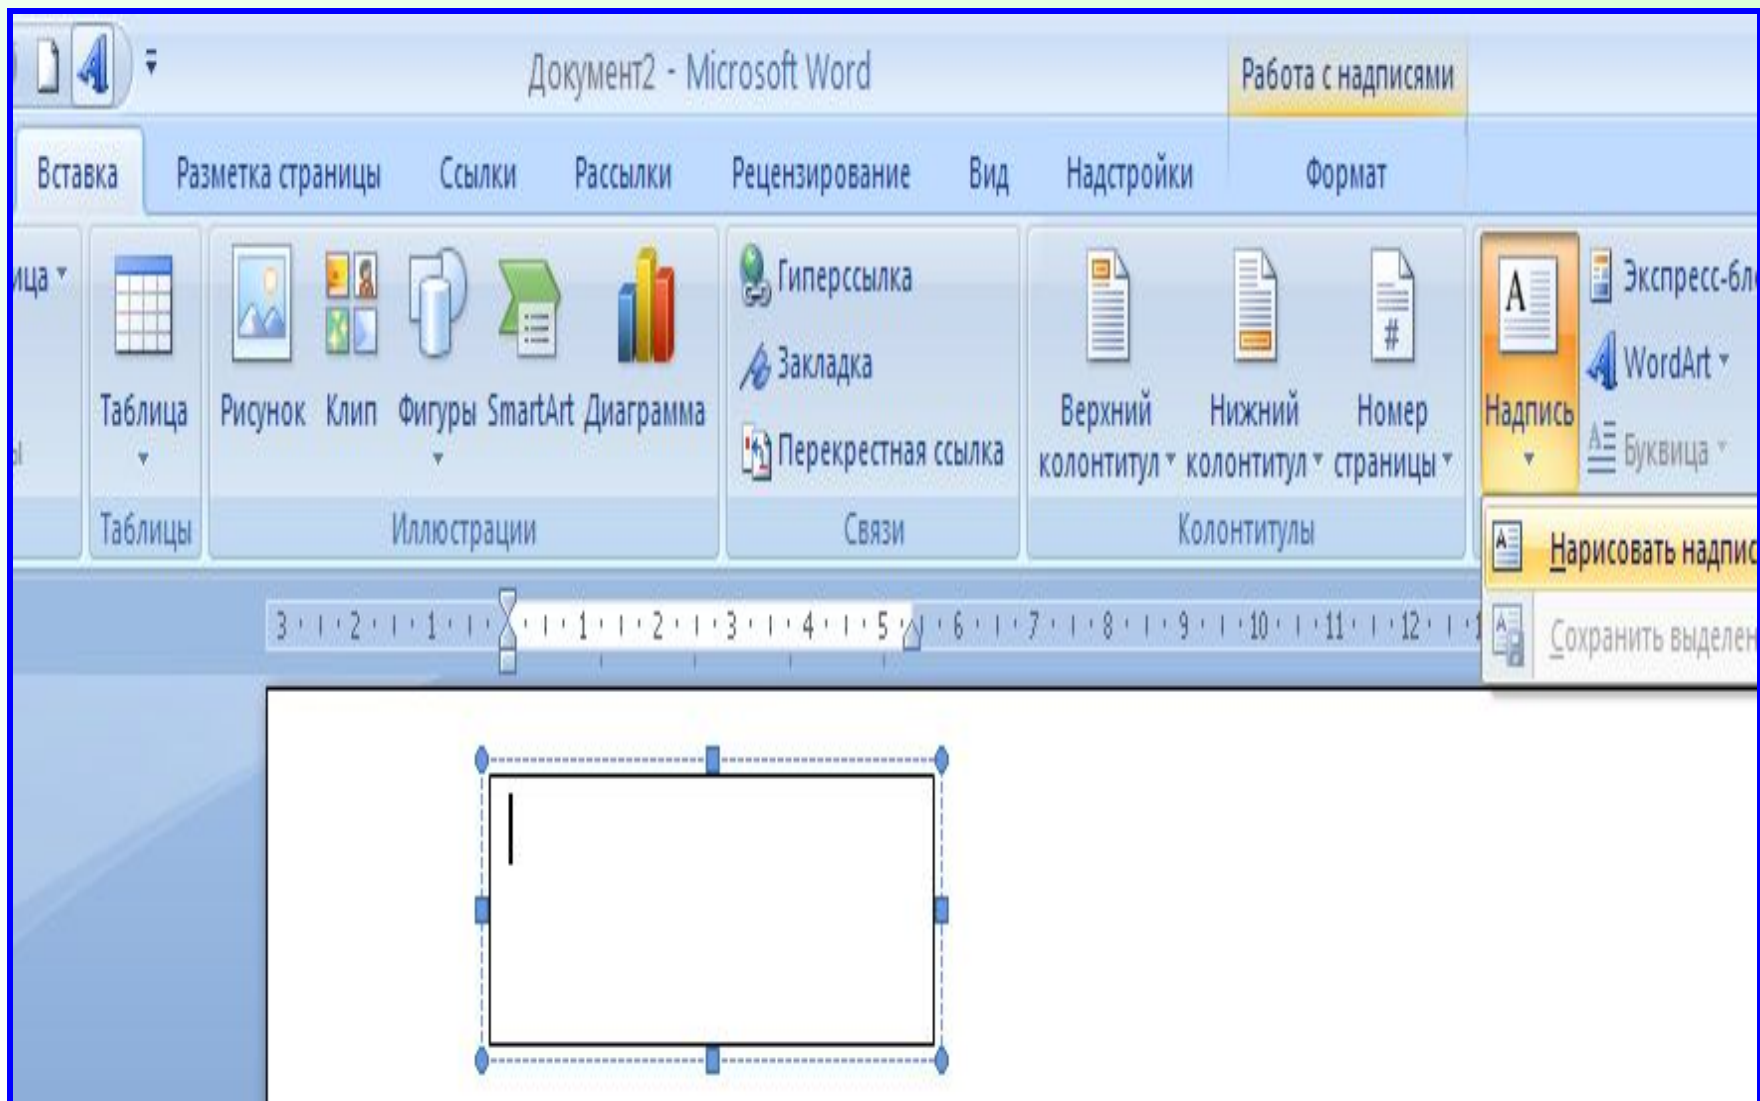 Документ2 - Microsoft Word
Работа с надписями
Вставка Разметка страницы Ссылки Рассылки Рецензирование Вид Надстройки Формат
ица
Таблица
Рисунок Клип Фигуры SmartArt Диаграмма
Гиперссылка
Закладка
Перекрестная ссылка
Верхний колонтитул
Нижний колонтитул
Номер страницы
Надпись
Экспресс-бло
WordArt
Буквица
Таблицы Иллюстрации Связи Колонтитулы
Нарисовать надпис
Сохранить выделен
3 2 1 1 2 3 4 5 6 7 8 9 10 11 12 1